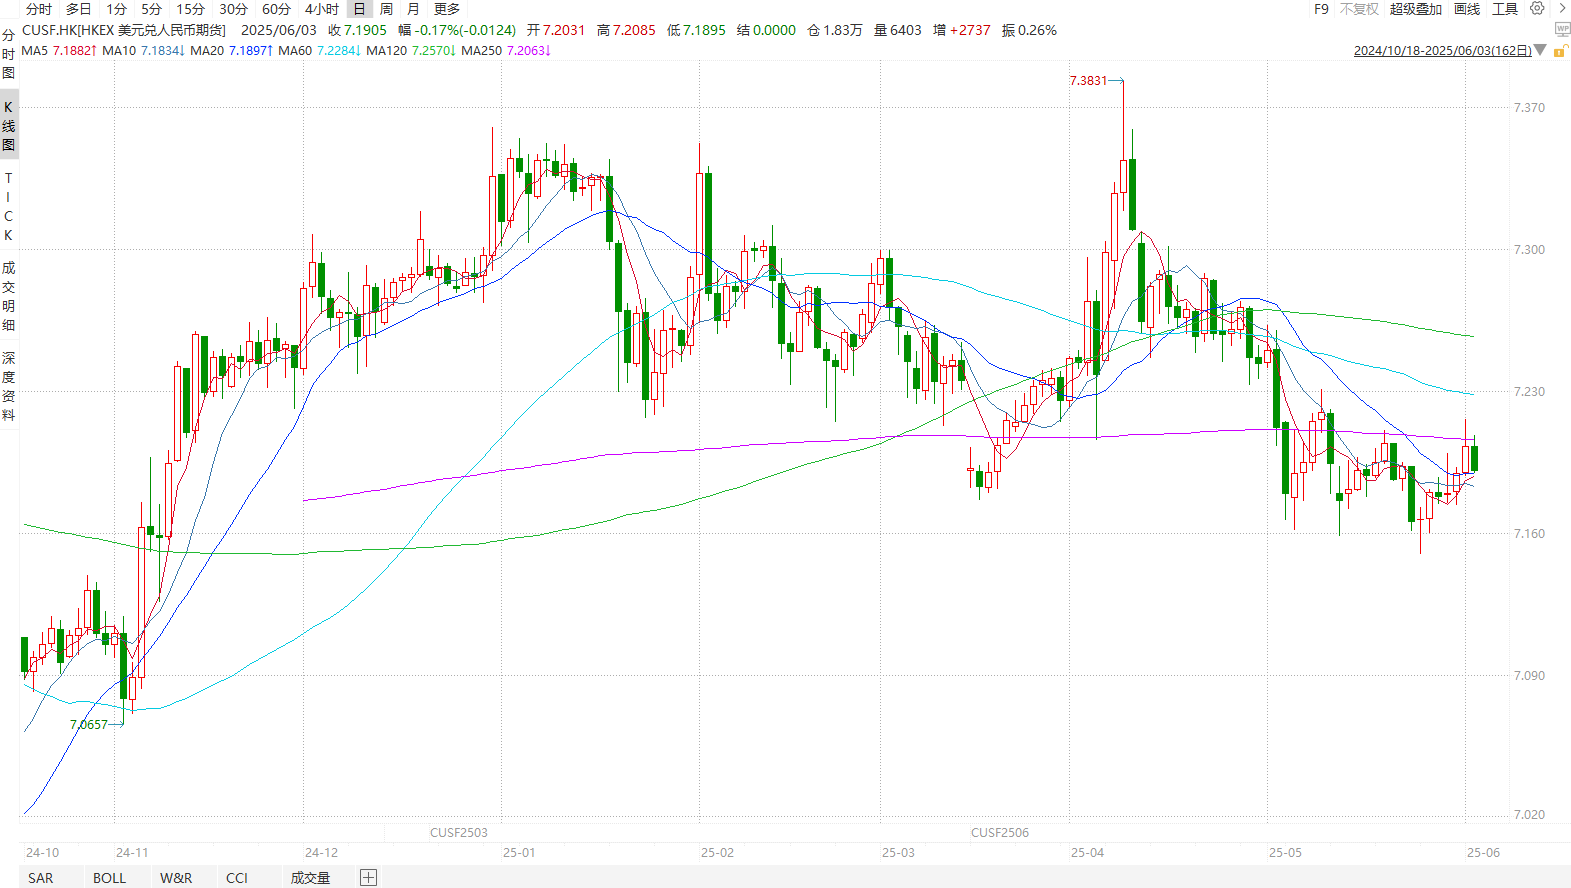 分时 多日 1分 5分 15分 30分 60分 4小时 日 周 月 更多 F9 不复权 超级叠加 画线 工具
CUSF.HK[HKEX 美元兑人民币期货] 2025/06/03 收 7.1905 幅 -0.17%(-0.0124) 开 7.2031 高 7.2085 低 7.1895 结 0.0000 仓 1.83万 量 6403 增 +2737 振 0.26%
MA5 7.1882↑ MA10 7.1834↓ MA20 7.1897↑ MA60 7.2284↓ MA120 7.2570↓ MA250 7.2063↓ 2024/10/18-2025/06/03(162日)
WP
分时图
K线图
TICK
成交明细
深度资料
7.3831
7.370
7.300
7.230
7.160
7.090
7.0657
7.020
CUSF2503 CUSF2506
24-10 24-11 24-12 25-01 25-02 25-03 25-04 25-05 25-06
SAR BOLL W&R CCI 成交量